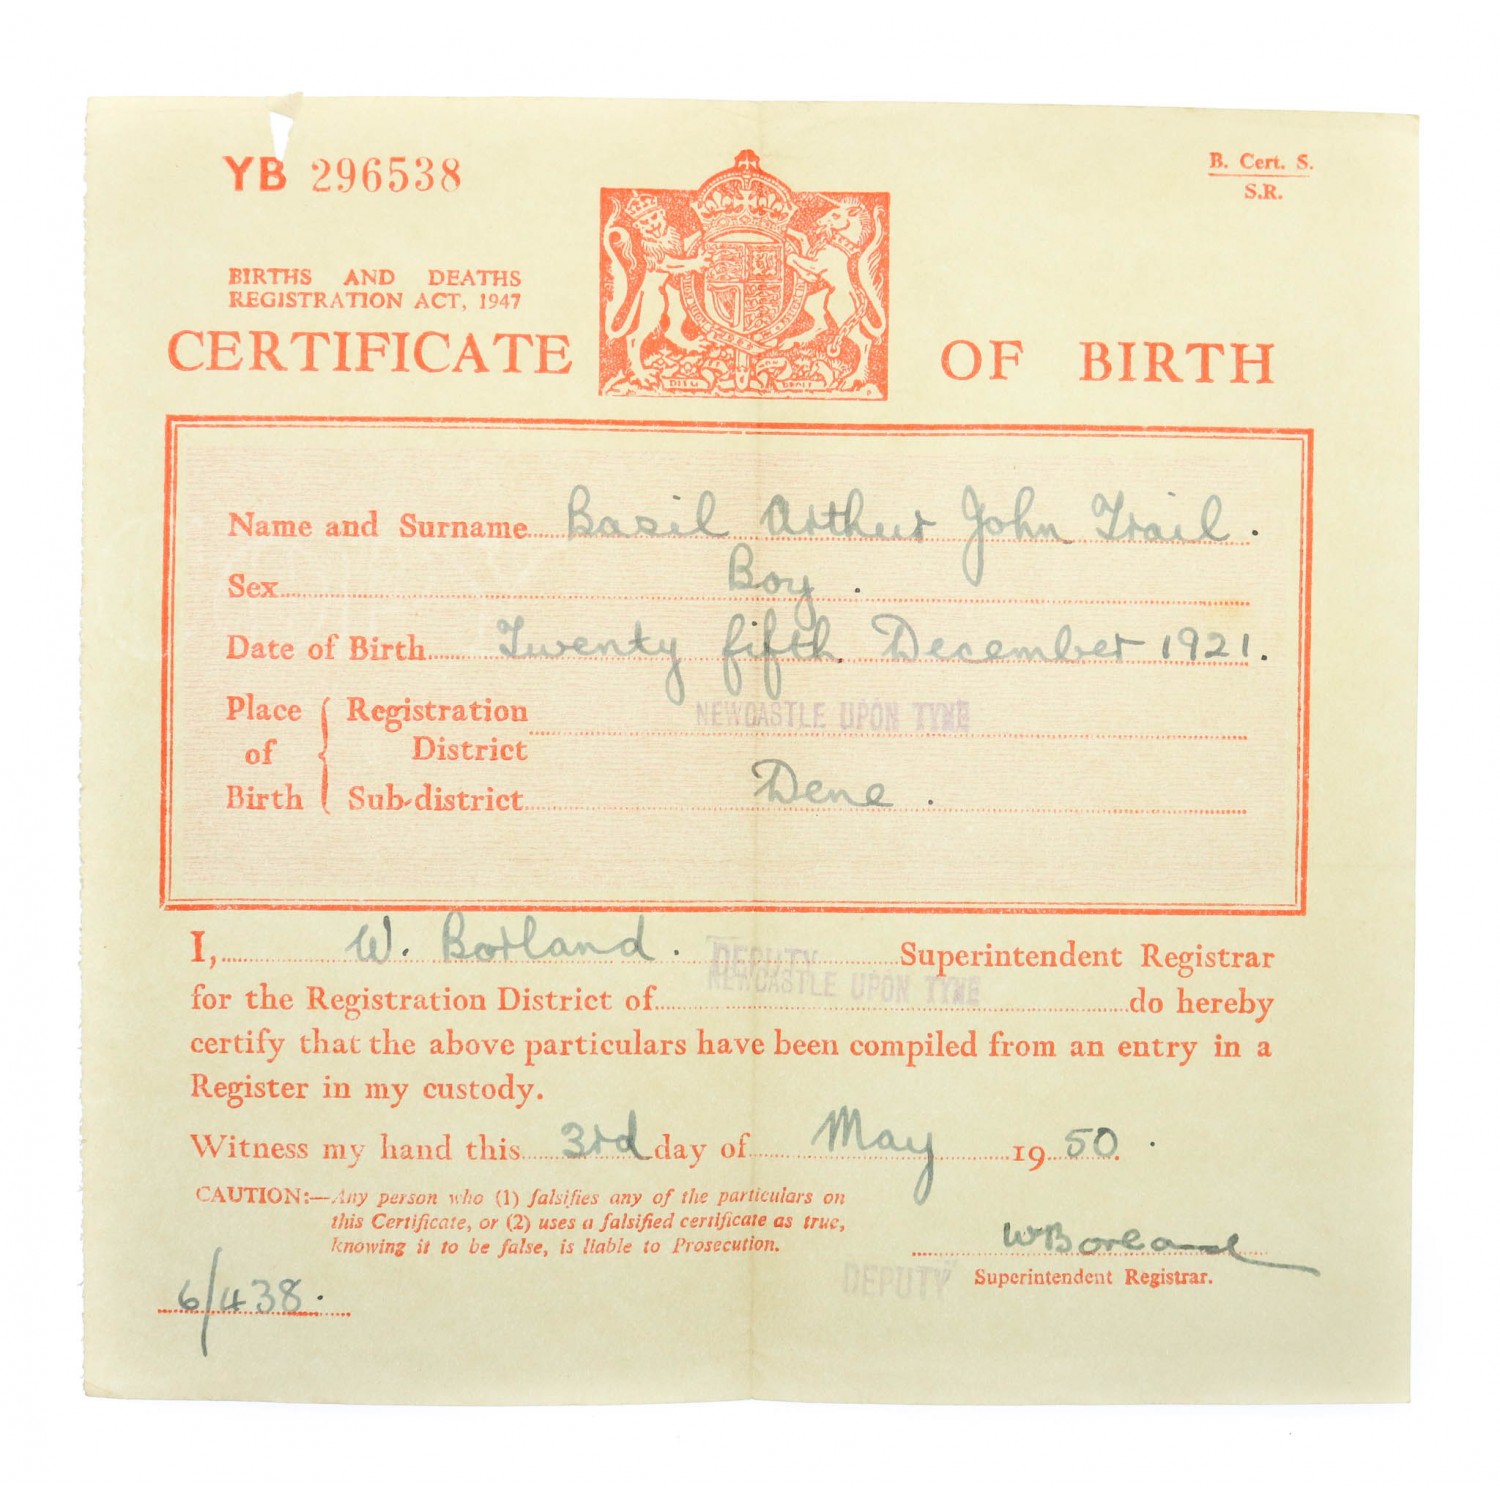 YB 296538
B. Cert. S.
S.R.
BIRTHS AND DEATHS
REGISTRATION ACT, 1947
CERTIFICATE OF BIRTH
DIEU DROIT
Name and Surname Basil Arthur John Trail.
Sex Boy.
Date of Birth Twenty fifth December 1921.
Place of Birth { Registration District NEWCASTLE UPON TYNE
Sub-district Dene.
I, W. Borland. DEPUTY Superintendent Registrar
for the Registration District of NEWCASTLE UPON TYNE do hereby
certify that the above particulars have been compiled from an entry in a
Register in my custody.
Witness my hand this 3rd day of May 1950.
CAUTION:—Any person who (1) falsifies any of the particulars on
this Certificate, or (2) uses a falsified certificate as true,
knowing it to be false, is liable to Prosecution.
W Borland
DEPUTY Superintendent Registrar.
6/438.